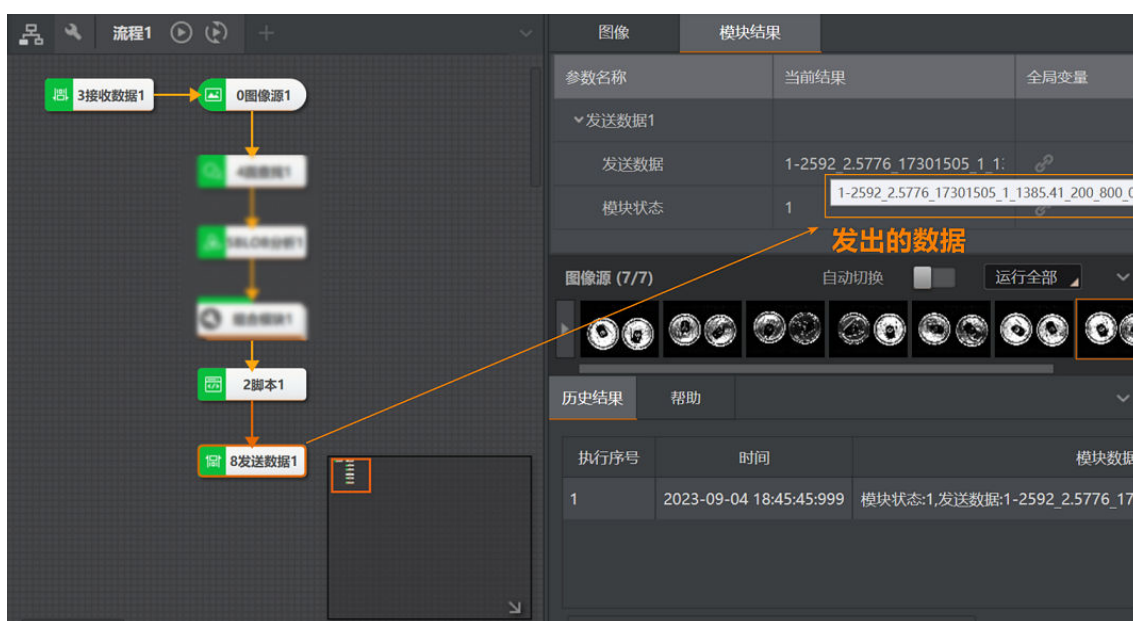 流程1
3接收数据1
0图像源1
2脚本1
8发送数据1
图像
模块结果
参数名称
当前结果
全局变量
发送数据1
发送数据
1-2592_2.5776_17301505_1_1:
1-2592_2.5776_17301505_1_1385.41_200_800_0
模块状态
1
发出的数据
图像源 (7/7)
自动切换
运行全部
历史结果
帮助
执行序号
时间
模块数据
1
2023-09-04 18:45:45:999
模块状态:1,发送数据:1-2592_2.5776_17